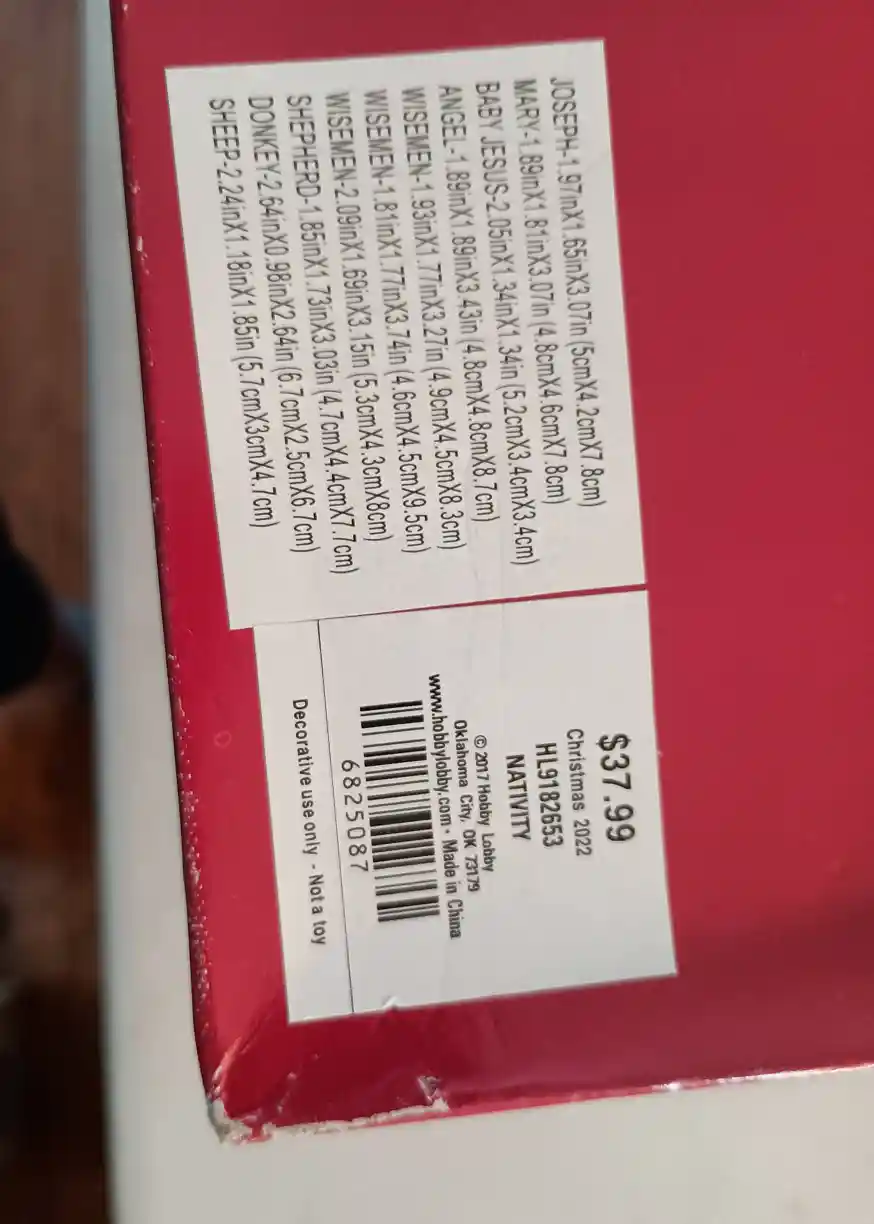 JOSEPH-1.97inX1.65inX3.07in (5cmX4.2cmX7.8cm)
MARY-1.89inX1.81inX3.07in (4.8cmX4.6cmX7.8cm)
BABY JESUS-2.05inX1.34inX1.34in (5.2cmX3.4cmX3.4cm)
ANGEL-1.89inX1.89inX3.43in (4.8cmX4.8cmX8.7cm)
WISEMEN-1.93inX1.77inX3.27in (4.9cmX4.5cmX8.3cm)
WISEMEN-1.81inX1.77inX3.74in (4.6cmX4.5cmX9.5cm)
WISEMEN-2.09inX1.69inX3.15in (5.3cmX4.3cmX8cm)
SHEPHERD-1.85inX1.73inX3.03in (4.7cmX4.4cmX7.7cm)
DONKEY-2.64inX0.98inX2.64in (6.7cmX2.5cmX6.7cm)
SHEEP-2.24inX1.18inX1.85in (5.7cmX3cmX4.7cm)
$37.99
Christmas 2022
HL9182653
NATIVITY
© 2017 Hobby Lobby
Oklahoma City, OK 73179
www.hobbylobby.com • Made in China
6825087
Decorative use only - Not a toy